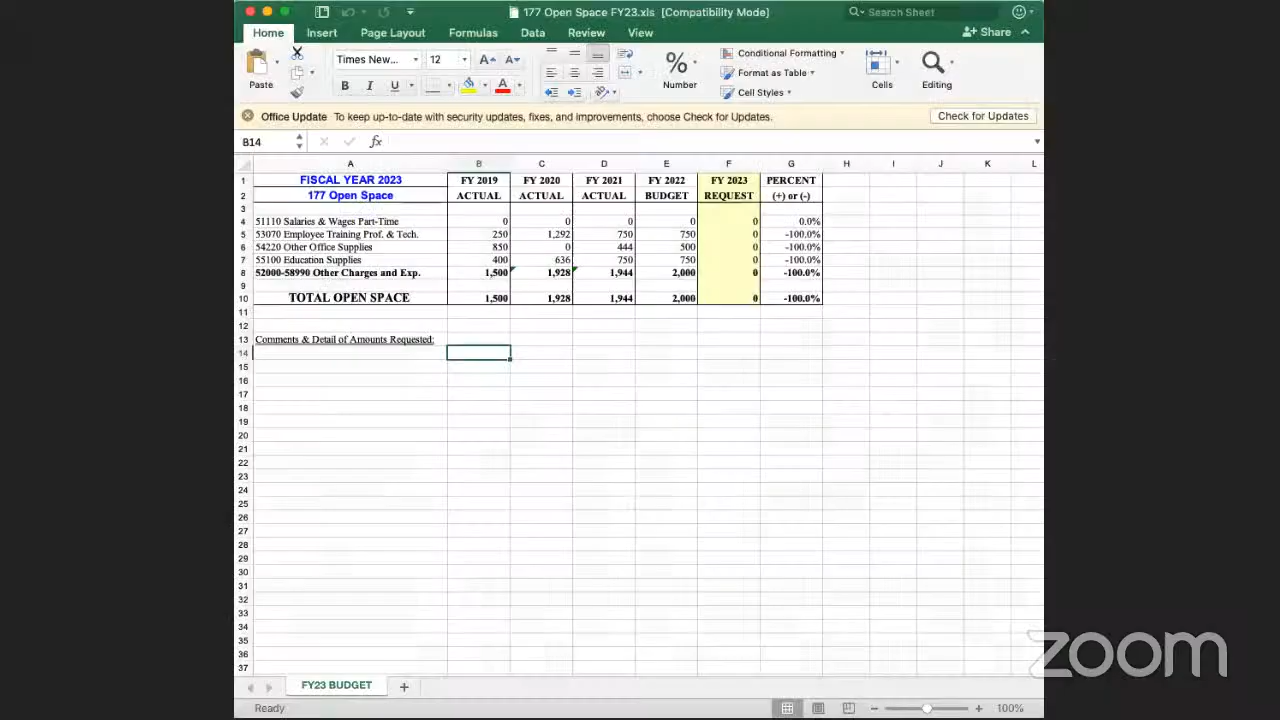 177 Open Space FY23.xls [Compatibility Mode]
Search Sheet
Home Insert Page Layout Formulas Data Review View
Share
Paste
Times New... 12
B I U
A A A
%
Number
Conditional Formatting
Format as Table
Cell Styles
Cells
Editing
Office Update To keep up-to-date with security updates, fixes, and improvements, choose Check for Updates.
Check for Updates
B14 fx
A B C D E F G H I J K L
1 FISCAL YEAR 2023 FY 2019 FY 2020 FY 2021 FY 2022 FY 2023 PERCENT
2 177 Open Space ACTUAL ACTUAL ACTUAL BUDGET REQUEST (+) or (-)
3
4 51110 Salaries & Wages Part-Time 0 0 0 0 0 0.0%
5 53070 Employee Training Prof. & Tech. 250 1,292 750 750 0 -100.0%
6 54220 Other Office Supplies 850 0 444 500 0 -100.0%
7 55100 Education Supplies 400 636 750 750 0 -100.0%
8 52000-58990 Other Charges and Exp. 1,500 1,928 1,944 2,000 0 -100.0%
9
10 TOTAL OPEN SPACE 1,500 1,928 1,944 2,000 0 -100.0%
11
12
13 Comments & Detail of Amounts Requested:
14
15
16
17
18
19
20
21
22
23
24
25
26
27
28
29
30
31
32
33
34
35
36
37
FY23 BUDGET +
Ready
100%
zoom